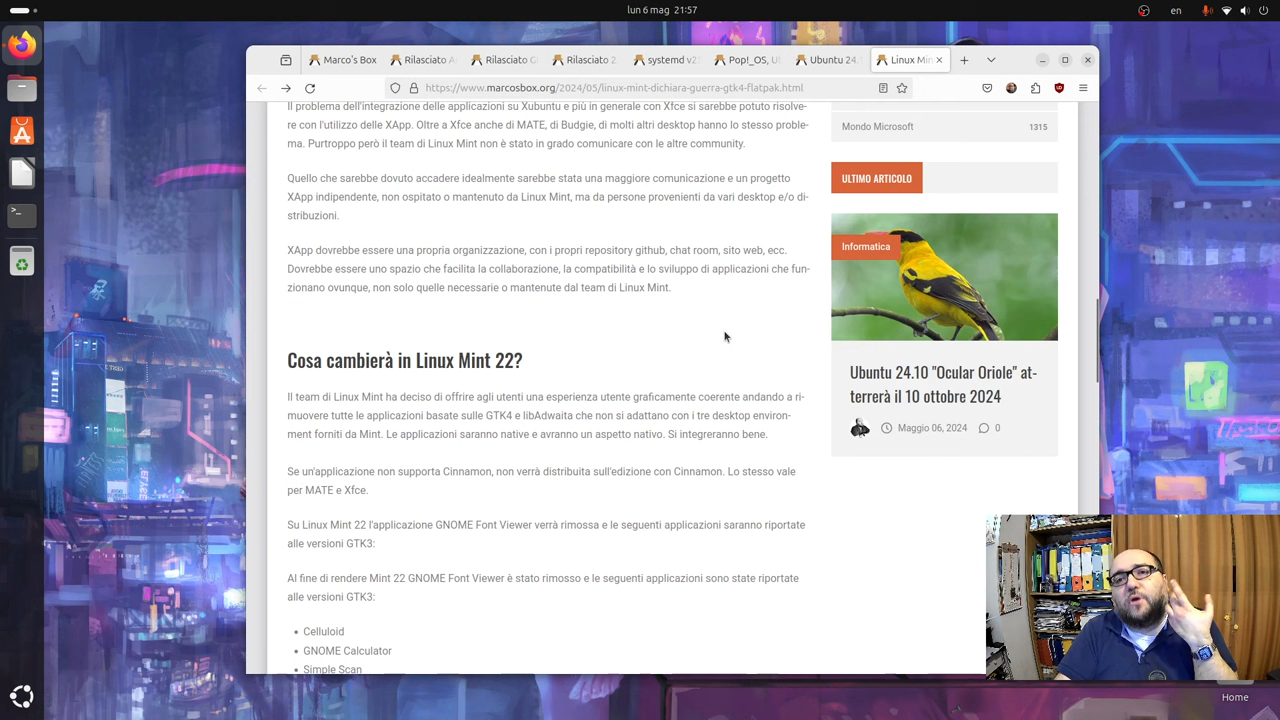 lun 6 mag 21:57
en
Marco's Box
Rilasciato
Rilasciato
Rilasciato 2
systemd v2
Pop!_OS, U
Ubuntu 24.
Linux Min
https://www.marcosbox.org/2024/05/linux-mint-dichiara-guerra-gtk4-flatpak.html
Il problema dell'integrazione delle applicazioni su Xubuntu e più in generale con Xfce si sarebbe potuto risolve-
re con l'utilizzo delle XApp. Oltre a Xfce anche di MATE, di Budgie, di molti altri desktop hanno lo stesso proble-
ma. Purtroppo però il team di Linux Mint non è stato in grado comunicare con le altre community.
Quello che sarebbe dovuto accadere idealmente sarebbe stata una maggiore comunicazione e un progetto
XApp indipendente, non ospitato o mantenuto da Linux Mint, ma da persone provenienti da vari desktop e/o di-
stribuzioni.
XApp dovrebbe essere una propria organizzazione, con i propri repository github, chat room, sito web, ecc.
Dovrebbe essere uno spazio che facilita la collaborazione, la compatibilità e lo sviluppo di applicazioni che fun-
zionano ovunque, non solo quelle necessarie o mantenute dal team di Linux Mint.
Cosa cambierà in Linux Mint 22?
Il team di Linux Mint ha deciso di offrire agli utenti una esperienza utente graficamente coerente andando a ri-
muovere tutte le applicazioni basate sulle GTK4 e libAdwaita che non si adattano con i tre desktop environ-
ment forniti da Mint. Le applicazioni saranno native e avranno un aspetto nativo. Si integreranno bene.
Se un'applicazione non supporta Cinnamon, non verrà distribuita sull'edizione con Cinnamon. Lo stesso vale
per MATE e Xfce.
Su Linux Mint 22 l'applicazione GNOME Font Viewer verrà rimossa e le seguenti applicazioni saranno riportate
alle versioni GTK3:
Al fine di rendere Mint 22 GNOME Font Viewer è stato rimosso e le seguenti applicazioni sono state riportate
alle versioni GTK3:
• Celluloid
• GNOME Calculator
• Simple Scan
Mondo Microsoft 1315
ULTIMO ARTICOLO
Informatica
Ubuntu 24.10 "Ocular Oriole" at-
terrerà il 10 ottobre 2024
Maggio 06, 2024 0
Home